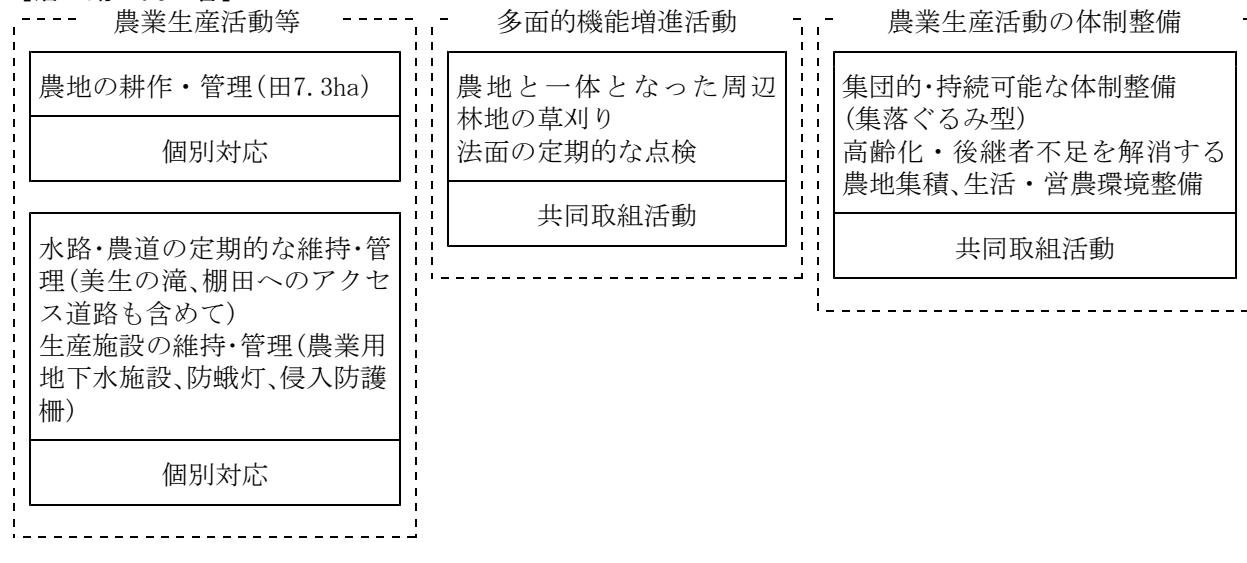 農業生産活動等
農地の耕作・管理(田7.3ha)
個別対応
水路・農道の定期的な維持・管
理(美生の滝、棚田へのアクセ
ス道路も含めて)
生産施設の維持・管理(農業用
地下水施設、防蛾灯、侵入防護
柵)
個別対応
多面的機能増進活動
農地と一体となった周辺
林地の草刈り
法面の定期的な点検
共同取組活動
農業生産活動の体制整備
集団的・持続可能な体制整備
(集落ぐるみ型)
高齢化・後継者不足を解消する
農地集積、生活・営農環境整備
共同取組活動